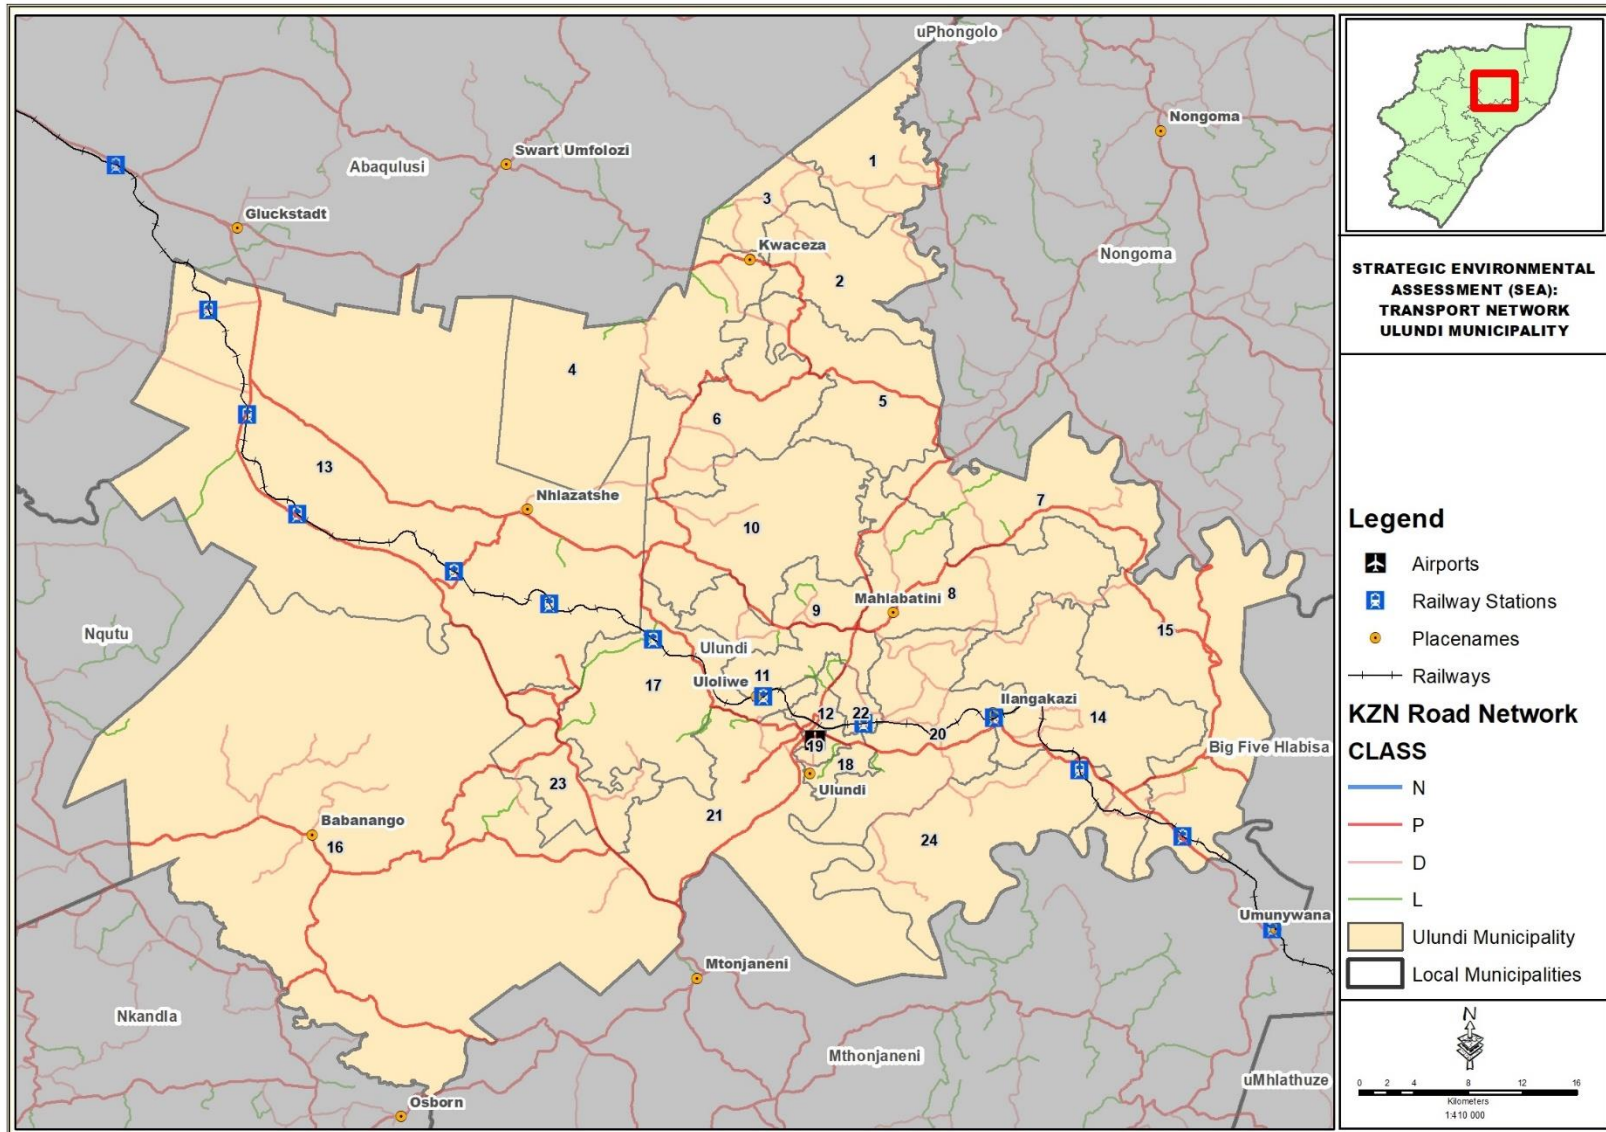 uPhongolo
Nongoma
Swart Umfolozi
Abaqulusi
1
3
Gluckstadt
Kwaceza
Nongoma
2
4
5
6
13
Nhlazatshe
7
10
8
9
Mahlabatini
Nqutu
15
Ulundi
11
Uloliwe
17
Ilangakazi
12
22
14
20
19
Big Five Hlabisa
18
23
Ulundi
21
Babanango
16
24
Umunywana
Mtonjaneni
Nkandla
Mthonjaneni
uMhlathuze
Osborn
STRATEGIC ENVIRONMENTAL
ASSESSMENT (SEA):
TRANSPORT NETWORK
ULUNDI MUNICIPALITY
Legend
Airports
Railway Stations
Placenames
Railways
KZN Road Network
CLASS
N
P
D
L
Ulundi Municipality
Local Municipalities
N
0 2 4 8 12 16
Kilometers
1:410 000